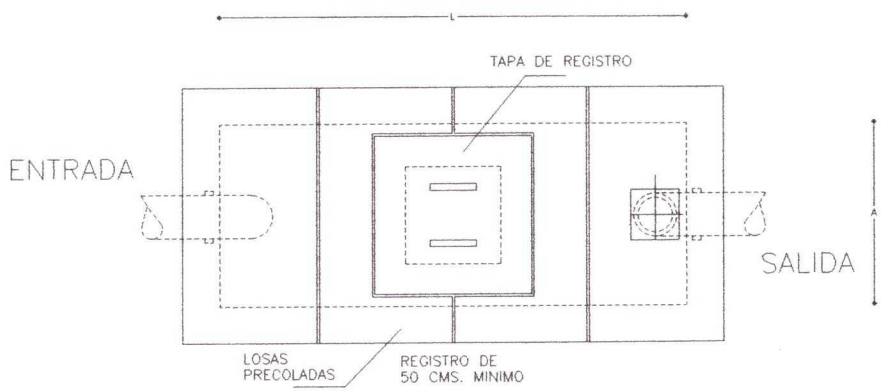 L
TAPA DE REGISTRO
ENTRADA
A
SALIDA
LOSAS
PRECOLADAS
REGISTRO DE
50 CMS. MINIMO